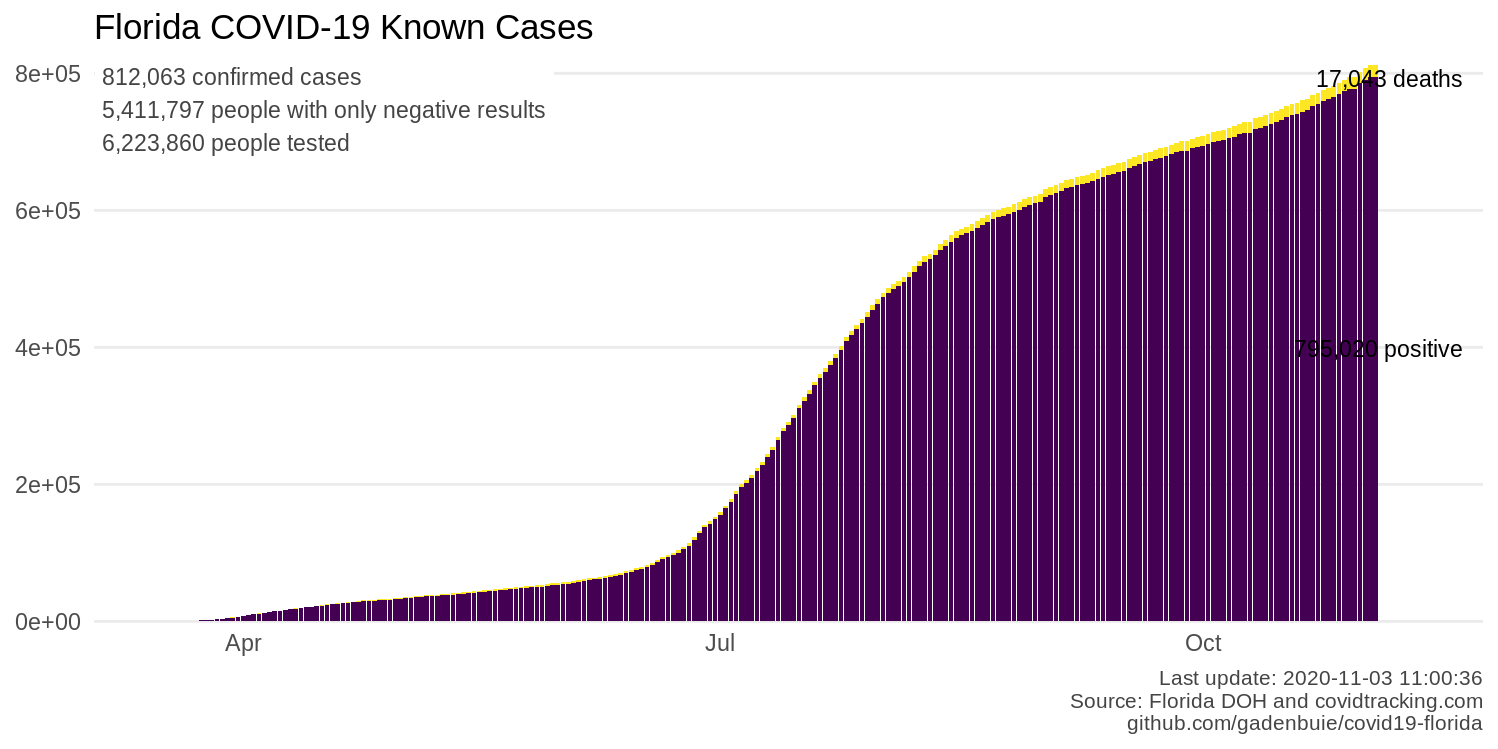 Florida COVID-19 Known Cases
812,063 confirmed cases
5,411,797 people with only negative results
6,223,860 people tested
8e+05
6e+05
4e+05
2e+05
0e+00
17,043 deaths
795,020 positive
Apr
Jul
Oct
Last update: 2020-11-03 11:00:36
Source: Florida DOH and covidtracking.com
github.com/gadenbuie/covid19-florida